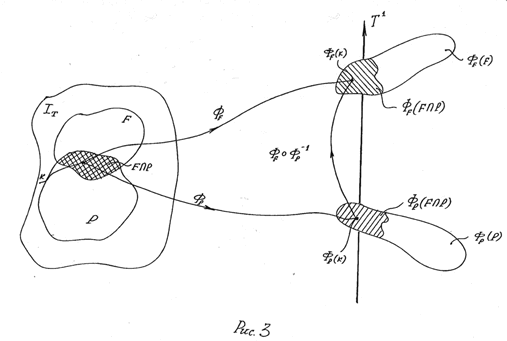 T¹
Φ_F(κ)
Φ_F(F)
I_T
F
Φ_F
Φ_F(F∩P)
F∩P
Φ_F∘Φ_P⁻¹
κ
Φ_P
Φ_P(F∩P)
P
Φ_P(κ)
Φ_P(P)
Рис. 3